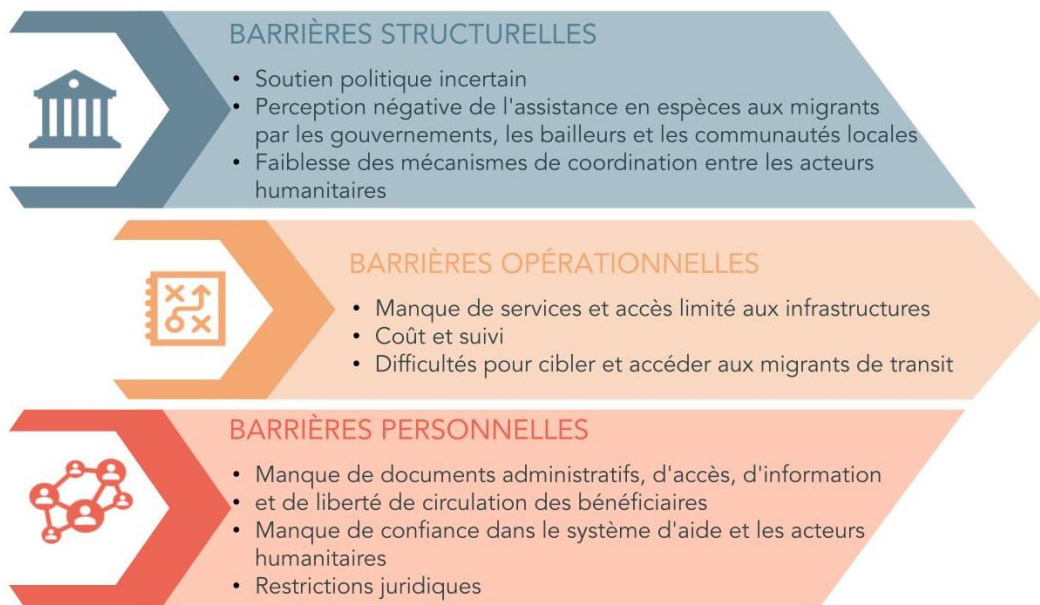 BARRIÈRES STRUCTURELLES
• Soutien politique incertain
• Perception négative de l'assistance en espèces aux migrants
par les gouvernements, les bailleurs et les communautés locales
• Faiblesse des mécanismes de coordination entre les acteurs
humanitaires
BARRIÈRES OPÉRATIONNELLES
• Manque de services et accès limité aux infrastructures
• Coût et suivi
• Difficultés pour cibler et accéder aux migrants de transit
BARRIÈRES PERSONNELLES
• Manque de documents administratifs, d'accès, d'information
• et de liberté de circulation des bénéficiaires
• Manque de confiance dans le système d'aide et les acteurs
humanitaires
• Restrictions juridiques